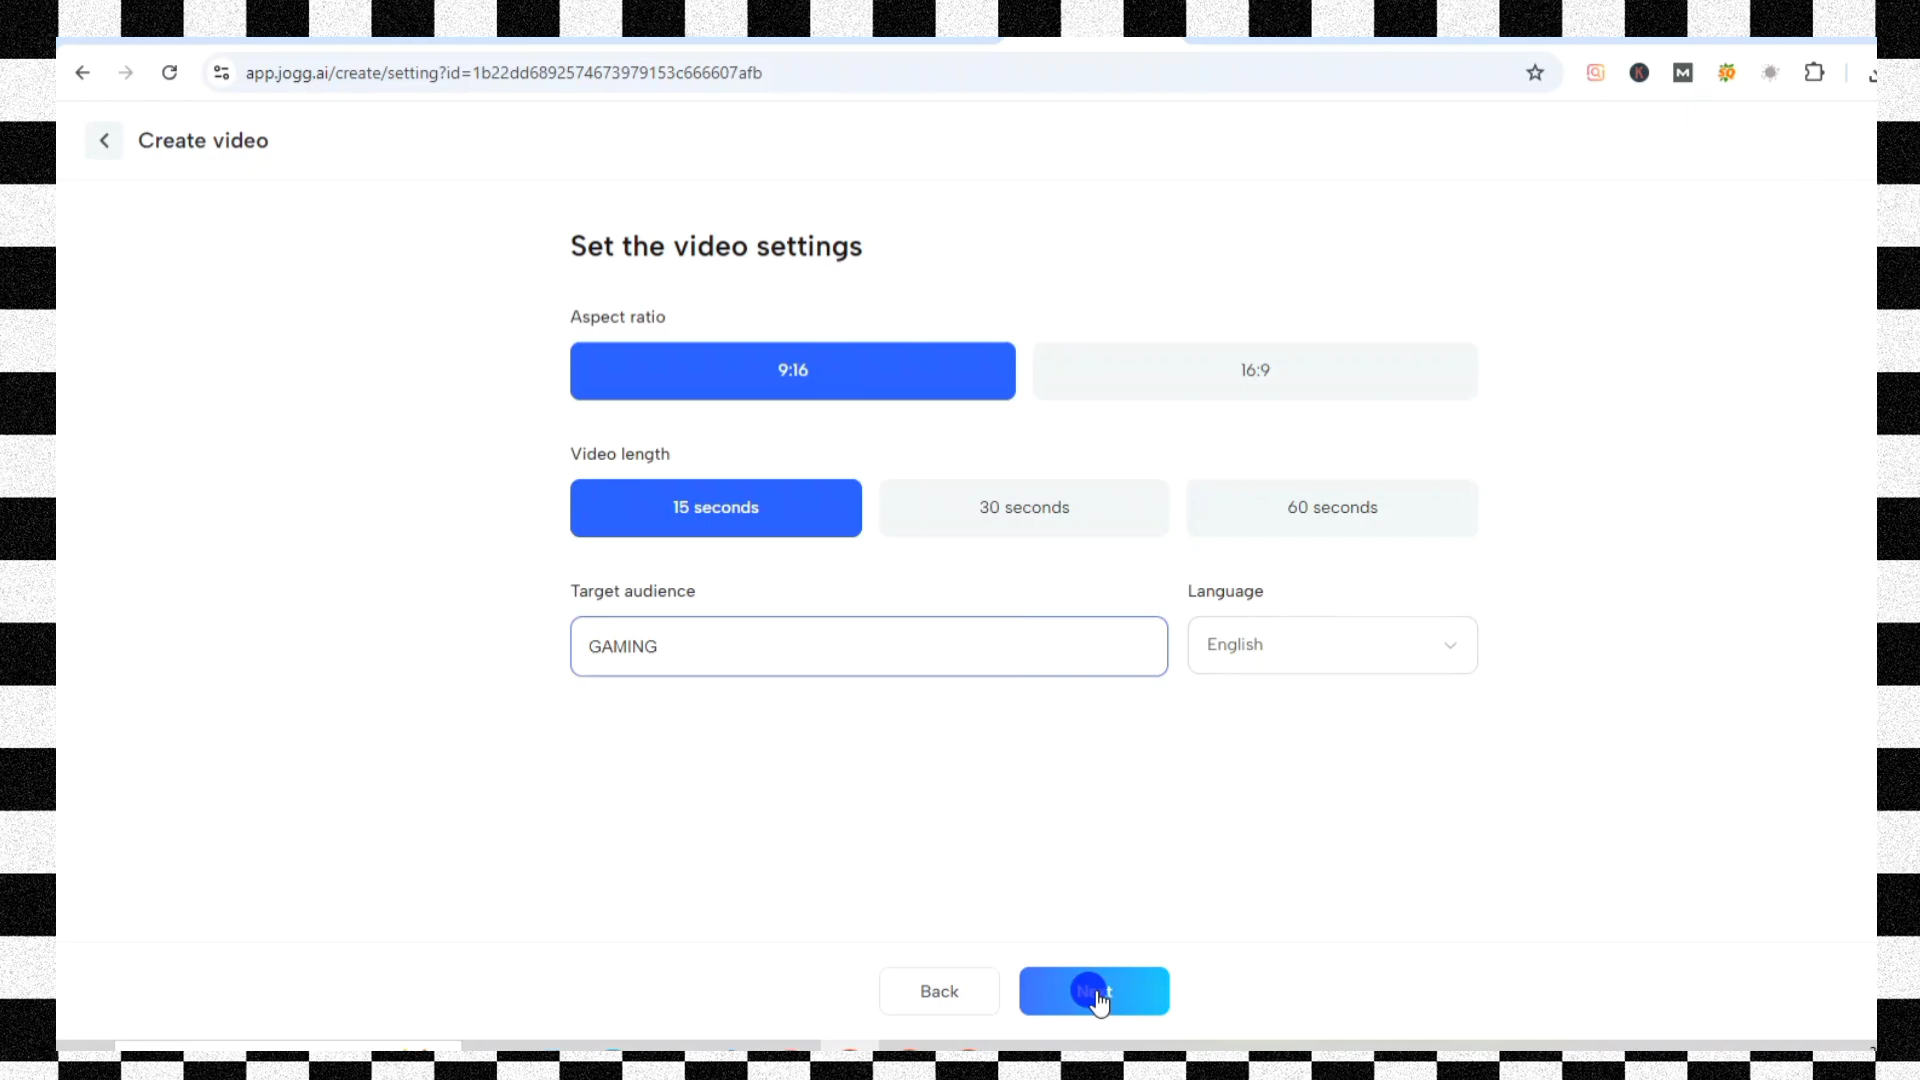 app.jogg.ai/create/setting?id=1b22dd6892574673979153c666607afb
Create video
Set the video settings
Aspect ratio
9:16
16:9
Video length
15 seconds
30 seconds
60 seconds
Target audience
Language
GAMING
English
Back
Next